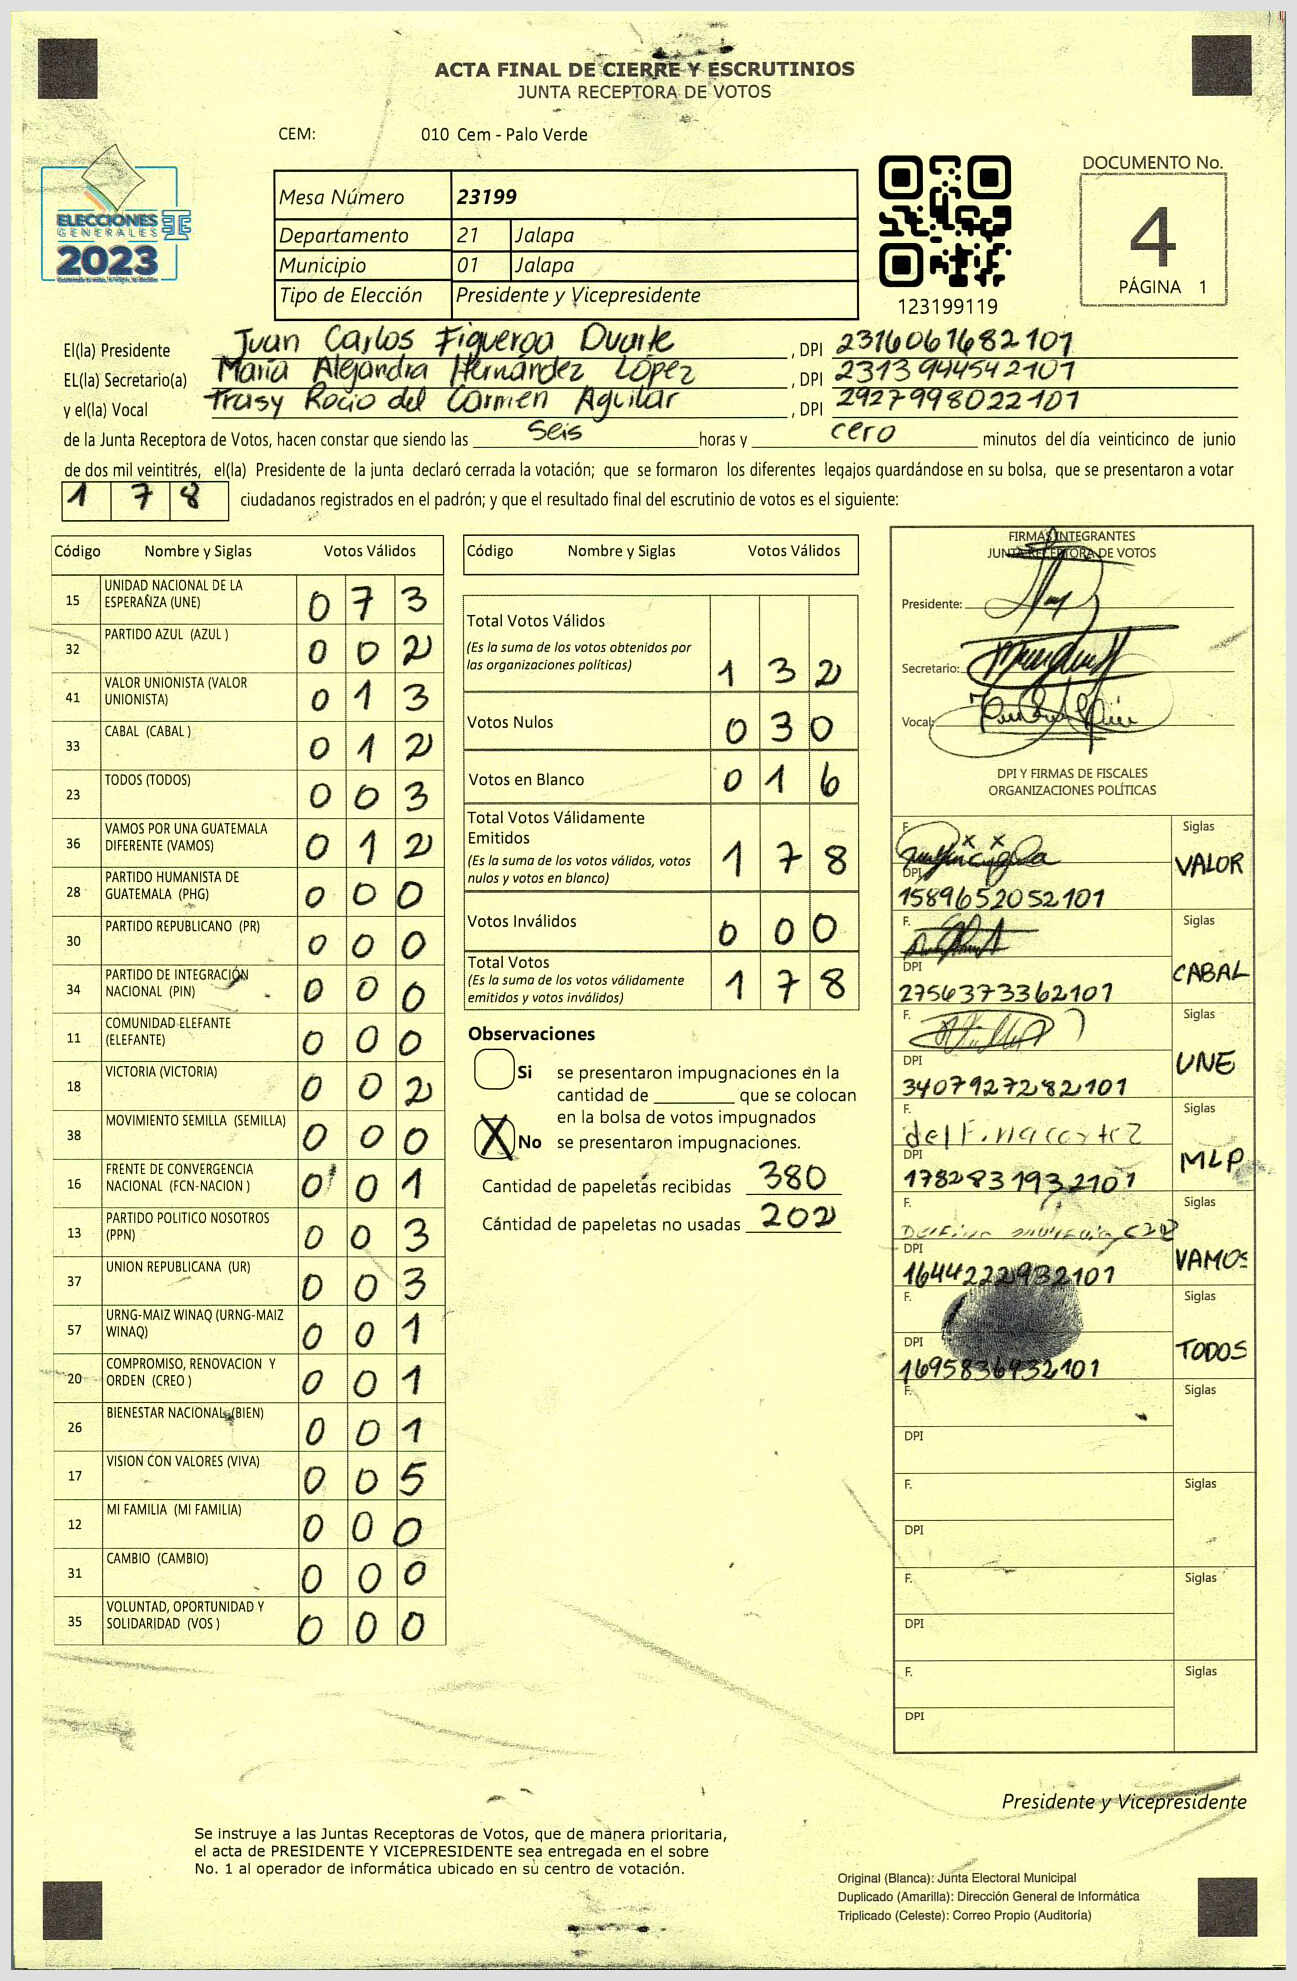 ACTA FINAL DE CIERRE Y ESCRUTINIOS
JUNTA RECEPTORA DE VOTOS
CEM: 010 Cem - Palo Verde
ELECCIONES
GENERALES
2023
Mesa Número 23199
Departamento 21 Jalapa
Municipio 01 Jalapa
Tipo de Elección Presidente y Vicepresidente
123199119
DOCUMENTO No.
4
PÁGINA 1
El(la) Presidente Juan Carlos Figueroa Duarte , DPI 2316061682101
EL(la) Secretario(a) María Alejandra Hernández López , DPI 2313944542101
y el(la) Vocal Trasy Rocio del Carmen Aguilar , DPI 2927998022101
de la Junta Receptora de Votos, hacen constar que siendo las seis horas y cero minutos del día veinticinco de junio
de dos mil veintitrés, el(la) Presidente de la junta declaró cerrada la votación; que se formaron los diferentes legajos guardándose en su bolsa, que se presentaron a votar
1 7 8 ciudadanos registrados en el padrón; y que el resultado final del escrutinio de votos es el siguiente:
Código Nombre y Siglas Votos Válidos
15 UNIDAD NACIONAL DE LA ESPERANZA (UNE) 0 7 3
32 PARTIDO AZUL (AZUL ) 0 0 2
41 VALOR UNIONISTA (VALOR UNIONISTA) 0 1 3
33 CABAL (CABAL ) 0 1 2
23 TODOS (TODOS) 0 0 3
36 VAMOS POR UNA GUATEMALA DIFERENTE (VAMOS) 0 1 2
28 PARTIDO HUMANISTA DE GUATEMALA (PHG) 0 0 0
30 PARTIDO REPUBLICANO (PR) 0 0 0
34 PARTIDO DE INTEGRACIÓN NACIONAL (PIN) 0 0 0
11 COMUNIDAD ELEFANTE (ELEFANTE) 0 0 0
18 VICTORIA (VICTORIA) 0 0 2
38 MOVIMIENTO SEMILLA (SEMILLA) 0 0 0
16 FRENTE DE CONVERGENCIA NACIONAL (FCN-NACION ) 0 0 1
13 PARTIDO POLITICO NOSOTROS (PPN) 0 0 3
37 UNION REPUBLICANA (UR) 0 0 3
57 URNG-MAIZ WINAQ (URNG-MAIZ WINAQ) 0 0 1
20 COMPROMISO, RENOVACION Y ORDEN (CREO ) 0 0 1
26 BIENESTAR NACIONAL (BIEN) 0 0 1
17 VISION CON VALORES (VIVA) 0 0 5
12 MI FAMILIA (MI FAMILIA) 0 0 0
31 CAMBIO (CAMBIO) 0 0 0
35 VOLUNTAD, OPORTUNIDAD Y SOLIDARIDAD (VOS ) 0 0 0
Código Nombre y Siglas Votos Válidos
Total Votos Válidos
(Es la suma de los votos obtenidos por
las organizaciones políticas) 1 3 2
Votos Nulos 0 3 0
Votos en Blanco 0 1 6
Total Votos Válidamente
Emitidos
(Es la suma de los votos válidos, votos
nulos y votos en blanco) 1 7 8
Votos Inválidos 0 0 0
Total Votos
(Es la suma de los votos válidamente
emitidos y votos inválidos) 1 7 8
Observaciones
Si se presentaron impugnaciones en la
cantidad de ________ que se colocan
en la bolsa de votos impugnados
X No se presentaron impugnaciones.
Cantidad de papeletas recibidas 380
Cántidad de papeletas no usadas 202
FIRMAS INTEGRANTES
JUNTA RECEPTORA DE VOTOS
Presidente:
Secretario:
Vocal:
DPI Y FIRMAS DE FISCALES
ORGANIZACIONES POLÍTICAS
F. Siglas
DPI VALOR
1589652052101
F. Siglas
DPI CABAL
2756373362101
F. Siglas
DPI UNE
3407927282101
F. Siglas
DPI MLP
1782831932101
F. Siglas
DPI VAMOS
1644222932101
F. Siglas
DPI TODOS
1695836932101
F. Siglas
DPI
F. Siglas
DPI
F. Siglas
DPI
F. Siglas
DPI
Presidente y Vicepresidente
Se instruye a las Juntas Receptoras de Votos, que de manera prioritaria,
el acta de PRESIDENTE Y VICEPRESIDENTE sea entregada en el sobre
No. 1 al operador de informática ubicado en su centro de votación.
Original (Blanca): Junta Electoral Municipal
Duplicado (Amarilla): Dirección General de Informática
Triplicado (Celeste): Correo Propio (Auditoría)